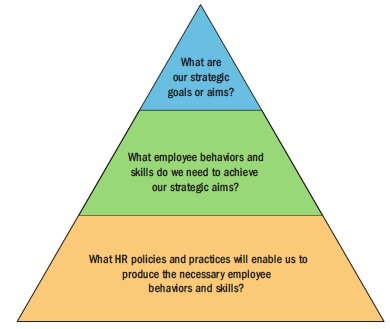 What are
our strategic
goals or aims?
What employee behaviors and
skills do we need to achieve
our strategic aims?
What HR policies and practices will enable us to
produce the necessary employee
behaviors and skills?